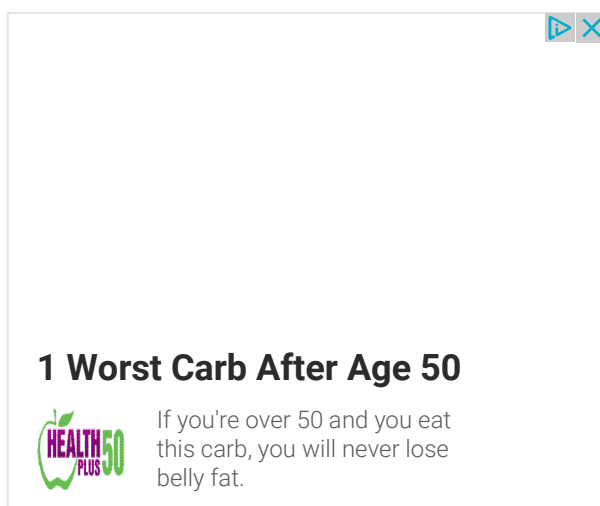 1 Worst Carb After Age 50
HEALTH
PLUS 50
If you're over 50 and you eat
this carb, you will never lose
belly fat.